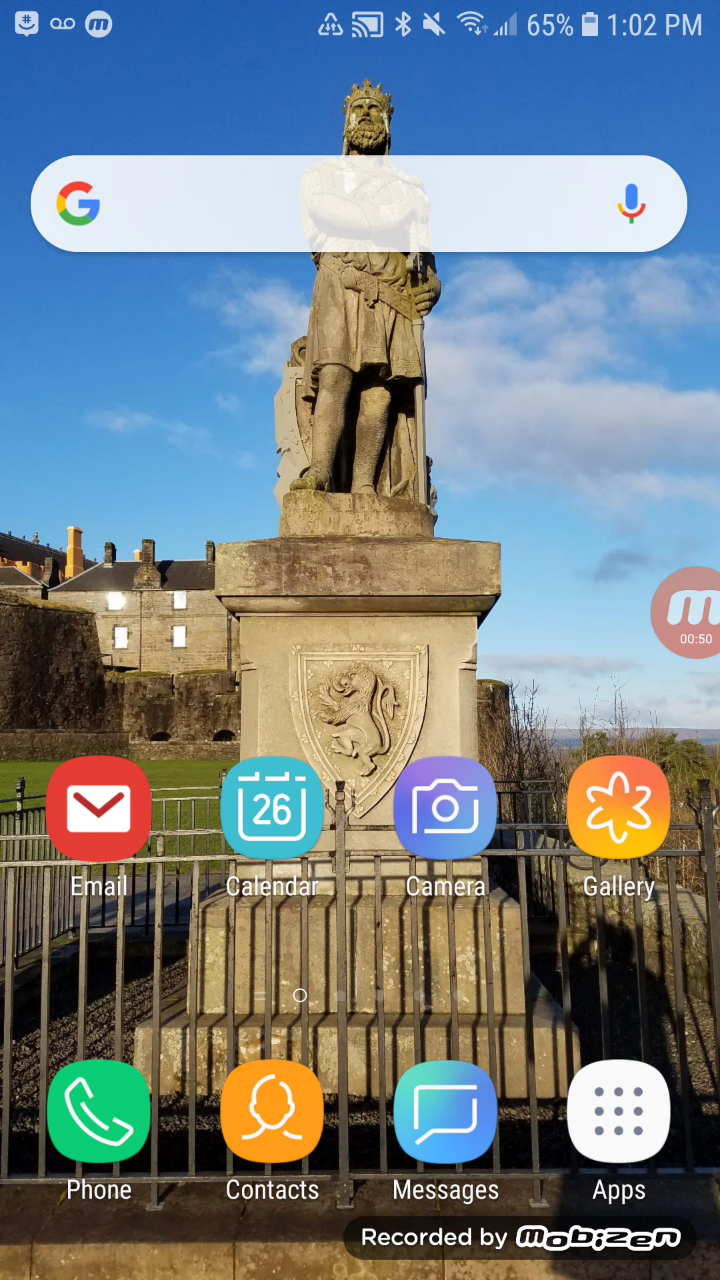 65% 1:02 PM
00:50
26
Email Calendar Camera Gallery
Phone Contacts Messages Apps
Recorded by mobizen